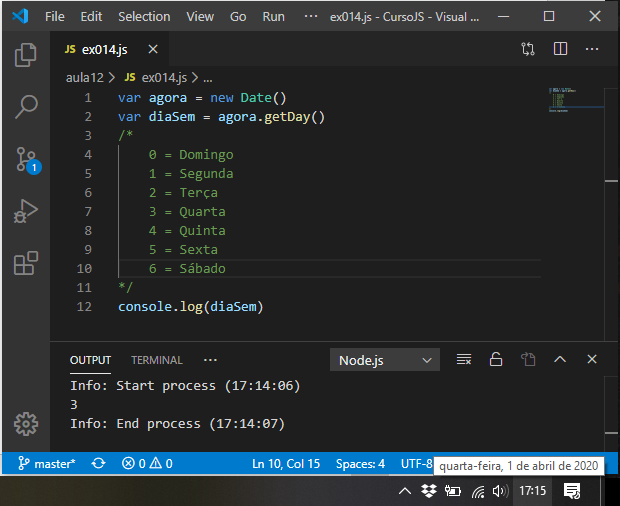 File Edit Selection View Go Run ... ex014.js - CursoJS - Visual ...
JS ex014.js
aula12 > JS ex014.js > ...
1 var agora = new Date()
2 var diaSem = agora.getDay()
3 /*
4 0 = Domingo
5 1 = Segunda
6 2 = Terça
7 3 = Quarta
8 4 = Quinta
9 5 = Sexta
10 6 = Sábado
11 */
12 console.log(diaSem)
1
OUTPUT TERMINAL ... Node.js
Info: Start process (17:14:06)
3
Info: End process (17:14:07)
master* 0 0 Ln 10, Col 15 Spaces: 4 UTF-8
quarta-feira, 1 de abril de 2020
17:15